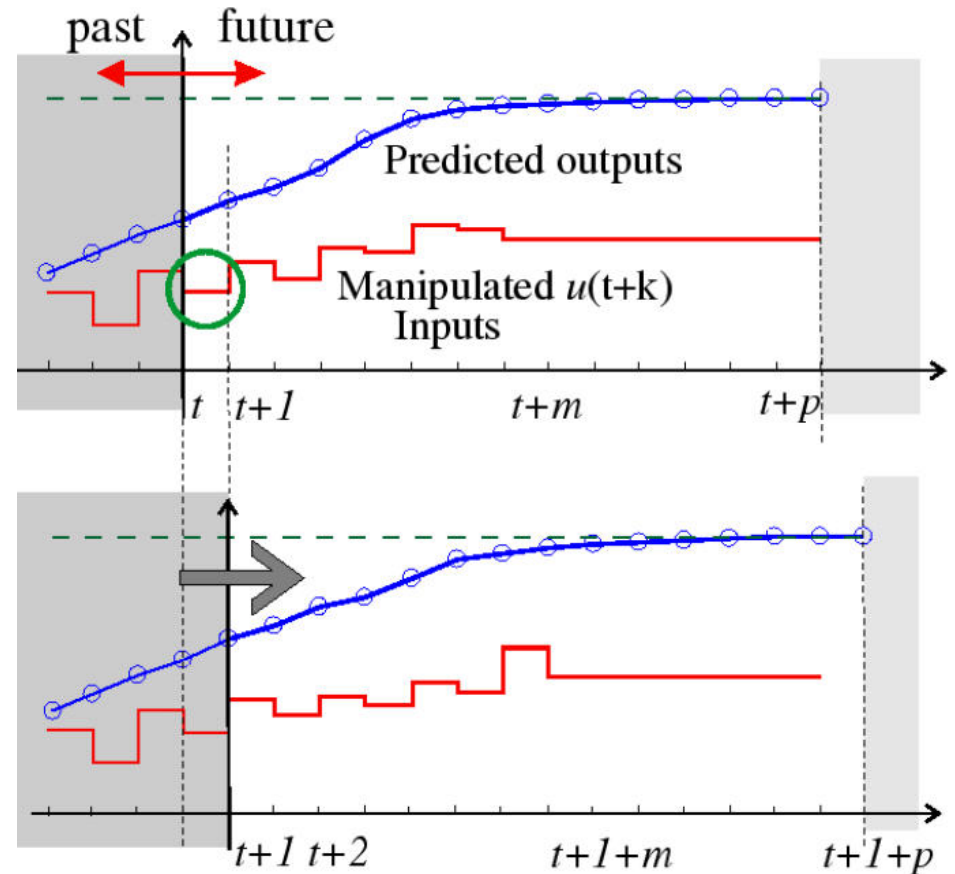 past future
Predicted outputs
Manipulated u(t+k)
Inputs
t t+1 t+m t+p
t+1 t+2 t+1+m t+1+p